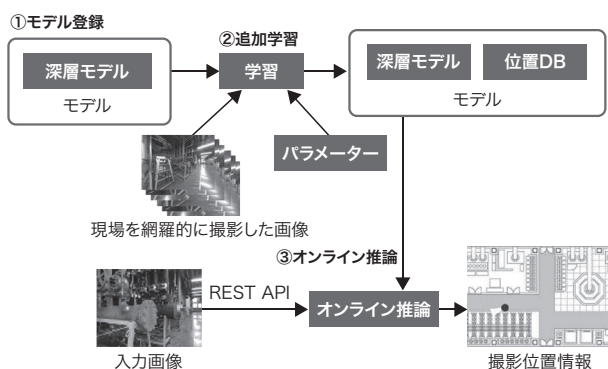 ①モデル登録
深層モデル
モデル
②追加学習
学習
深層モデル
位置DB
モデル
パラメーター
現場を網羅的に撮影した画像
③オンライン推論
REST API
オンライン推論
入力画像
撮影位置情報